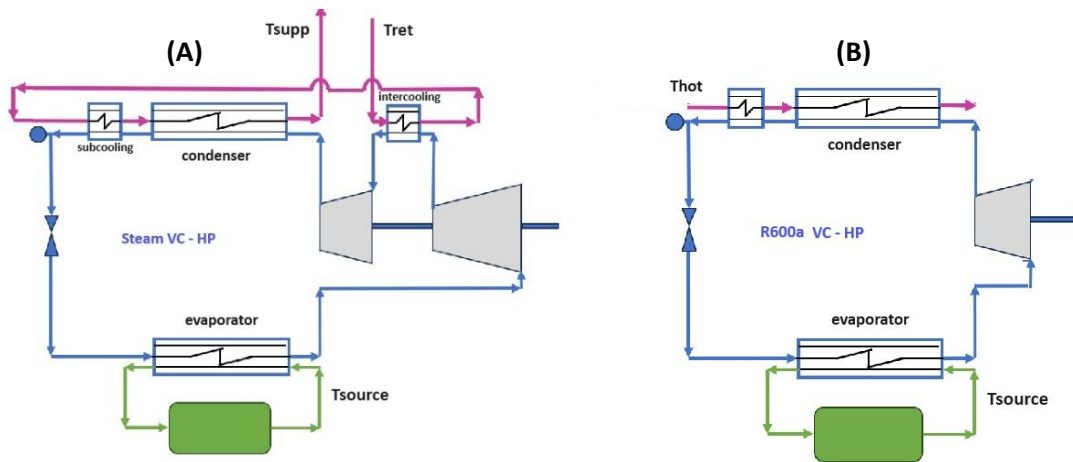 (A)
Tsupp
Tret
intercooling
subcooling
condenser
Steam VC - HP
evaporator
Tsource
(B)
Thot
condenser
R600a VC - HP
evaporator
Tsource